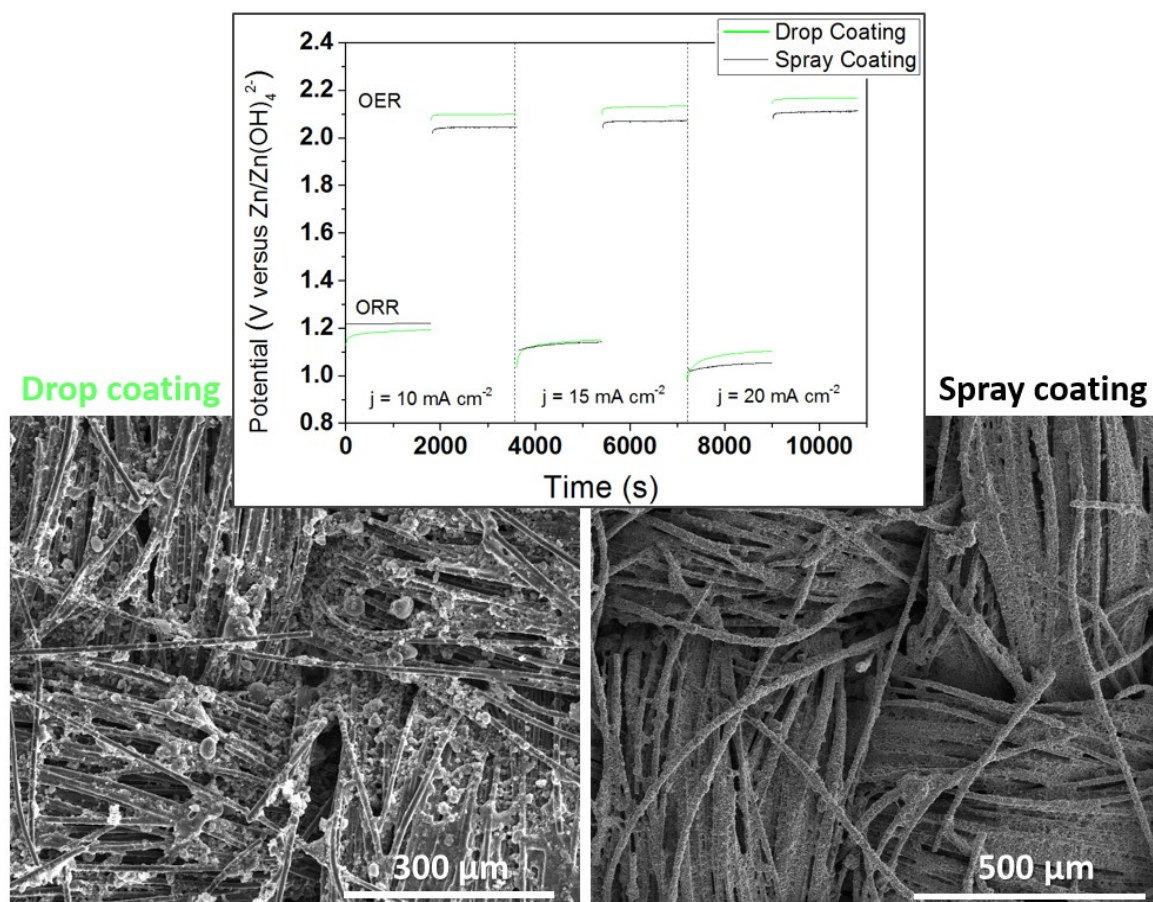 Drop Coating
Spray Coating
Potential (V versus Zn/Zn(OH)₄²⁻)
2.4
2.2
2.0
1.8
1.6
1.4
1.2
1.0
0.8
OER
ORR
j = 10 mA cm⁻²
j = 15 mA cm⁻²
j = 20 mA cm⁻²
0
2000
4000
6000
8000
10000
Time (s)
Drop coating
Spray coating
300 µm
500 µm